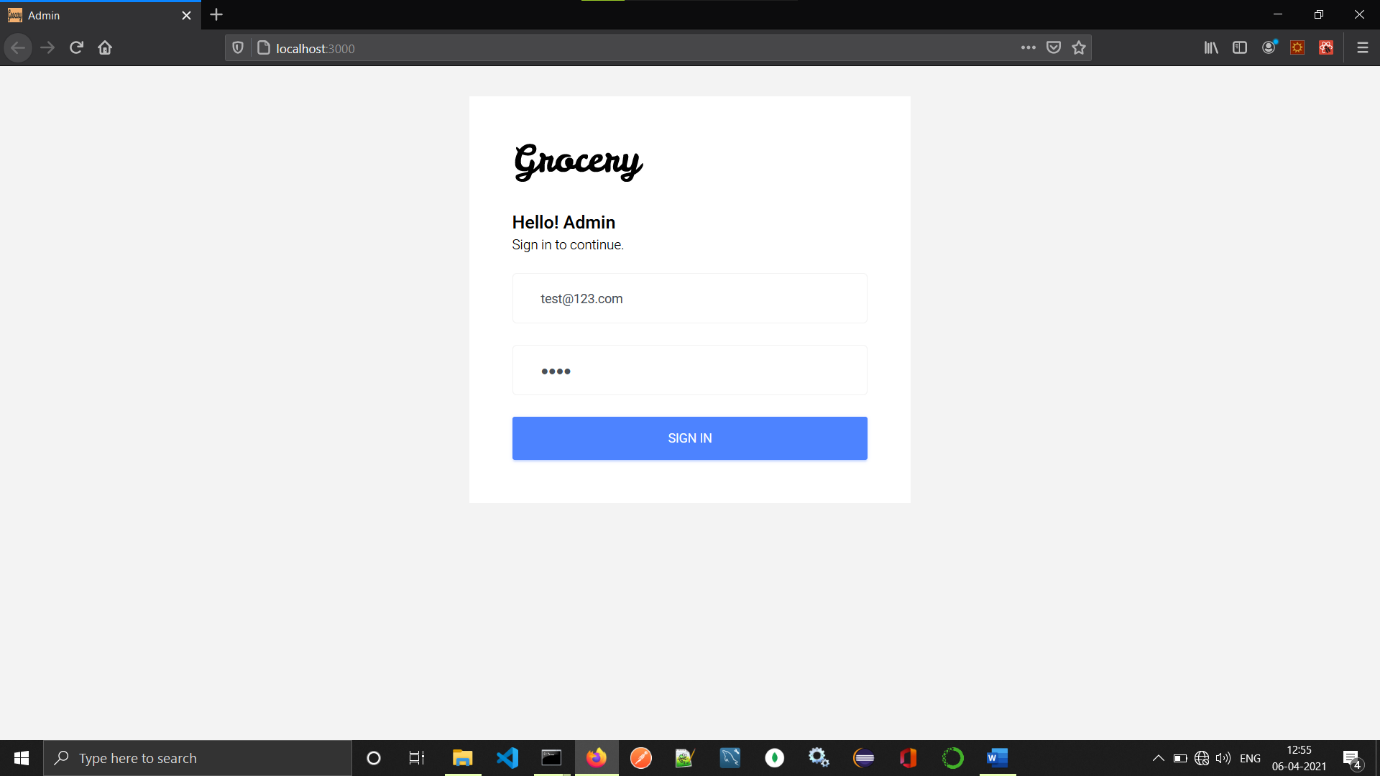 Admin
localhost:3000
Grocery
Hello! Admin
Sign in to continue.
test@123.com
••••
SIGN IN
Type here to search
ENG
12:55
06-04-2021
4